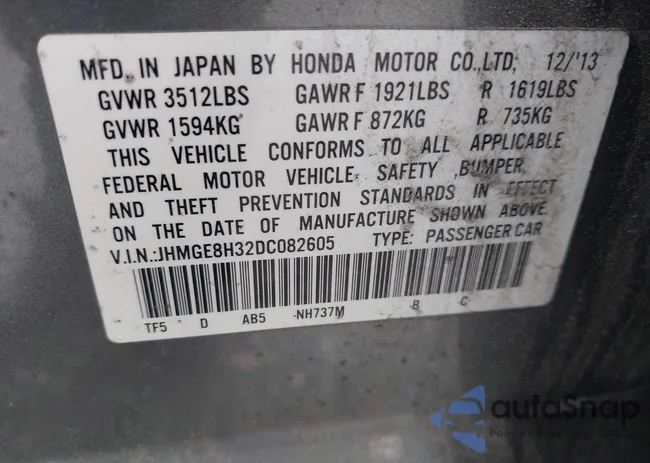 MFD. IN JAPAN BY HONDA MOTOR CO.,LTD. 12/'13
GVWR 3512LBS GAWR F 1921LBS R 1619LBS
GVWR 1594KG GAWR F 872KG R 735KG
THIS VEHICLE CONFORMS TO ALL APPLICABLE
FEDERAL MOTOR VEHICLE SAFETY ,BUMPER
AND THEFT PREVENTION STANDARDS IN EFFECT
ON THE DATE OF MANUFACTURE SHOWN ABOVE.
V.I.N.:JHMGE8H32DC082605 TYPE: PASSENGER CAR
TF5 D AB5 -NH737M -B -C
autoSnap